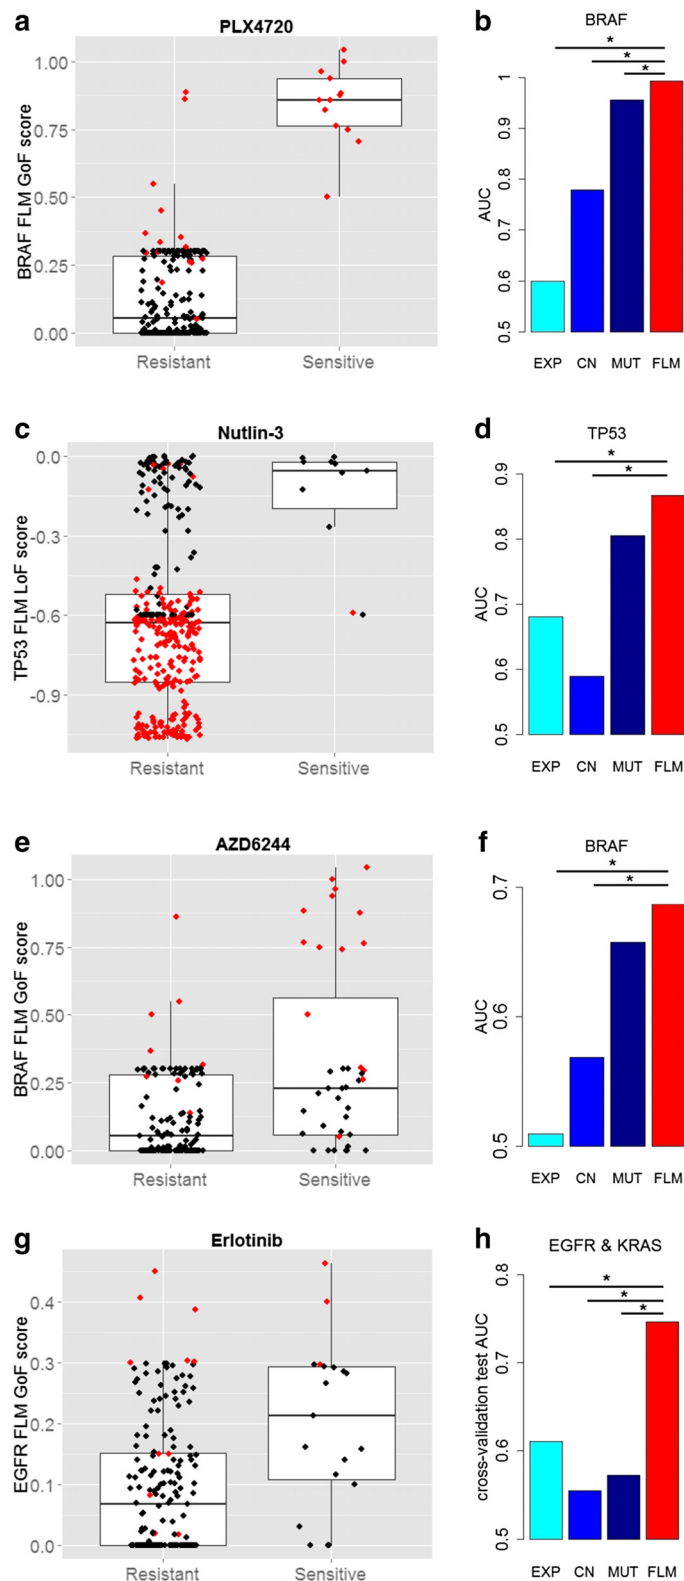 a
PLX4720
BRAF FLM GoF score
1.00
0.75
0.50
0.25
0.00
Resistant Sensitive
b
BRAF
*
*
*
AUC
1
0.9
0.8
0.7
0.6
0.5
EXP CN MUT FLM
c
Nutlin-3
TP53 FLM LoF score
0.0
-0.3
-0.6
-0.9
Resistant Sensitive
d
TP53
*
*
AUC
0.9
0.8
0.7
0.6
0.5
EXP CN MUT FLM
e
AZD6244
BRAF FLM GoF score
1.00
0.75
0.50
0.25
0.00
Resistant Sensitive
f
BRAF
*
*
AUC
0.7
0.6
0.5
EXP CN MUT FLM
g
Erlotinib
EGFR FLM GoF score
0.4
0.3
0.2
0.1
0.0
Resistant Sensitive
h
EGFR & KRAS
*
*
*
cross-validation test AUC
0.8
0.7
0.6
0.5
EXP CN MUT FLM